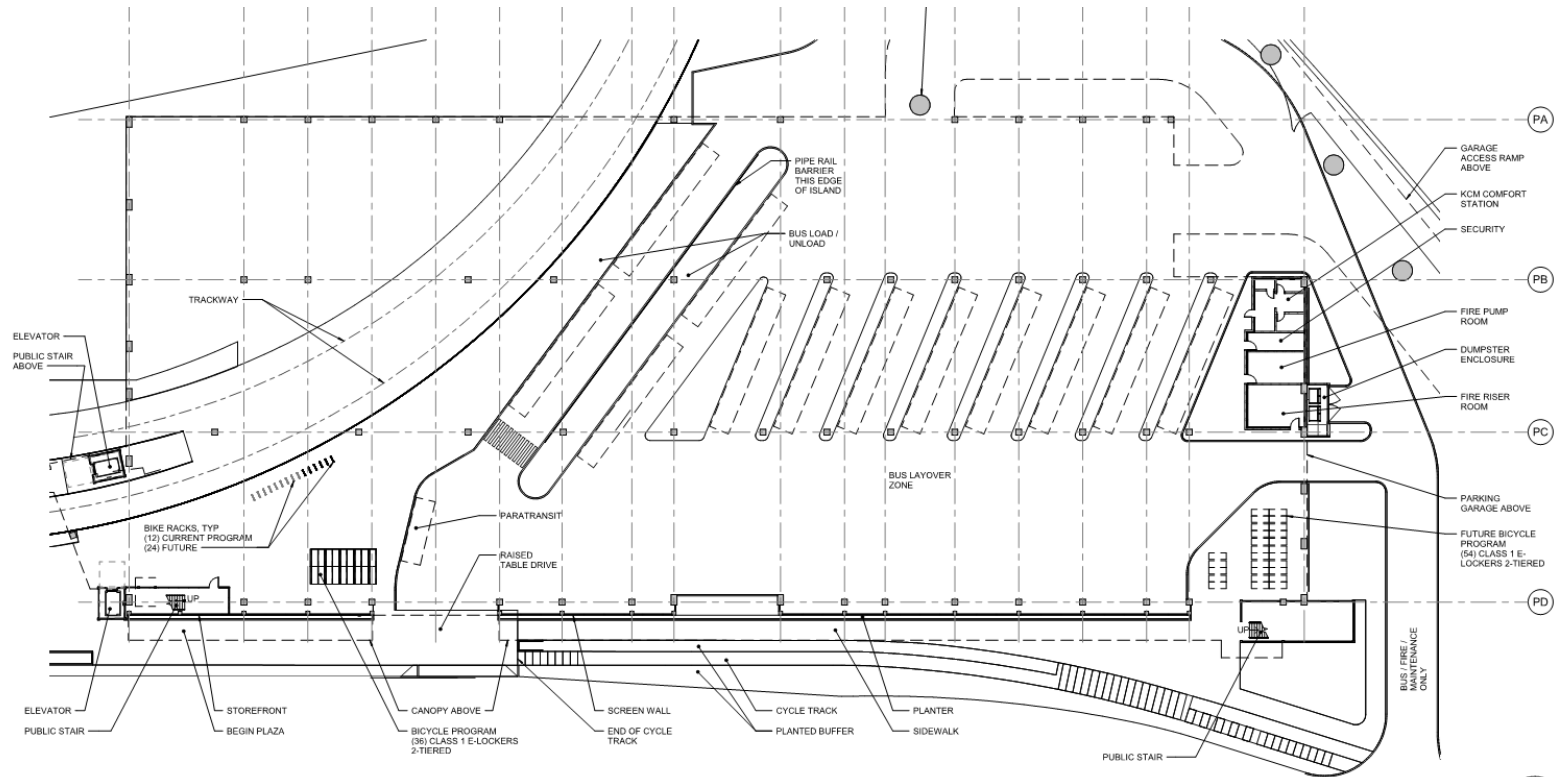 PA
GARAGE
ACCESS RAMP
ABOVE
PIPE RAIL
BARRIER
THIS EDGE
OF ISLAND
KCM COMFORT
STATION
SECURITY
BUS LOAD /
UNLOAD
PB
TRACKWAY
FIRE PUMP
ROOM
ELEVATOR
PUBLIC STAIR
ABOVE
DUMPSTER
ENCLOSURE
FIRE RISER
ROOM
PC
BUS LAYOVER
ZONE
PARKING
GARAGE ABOVE
PARATRANSIT
BIKE RACKS, TYP
(12) CURRENT PROGRAM
(24) FUTURE
FUTURE BICYCLE
PROGRAM
(54) CLASS 1 E-
LOCKERS 2-TIERED
RAISED
TABLE DRIVE
UP
PD
UP
BUS / FIRE /
MAINTENANCE
ONLY
ELEVATOR
PUBLIC STAIR
STOREFRONT
BEGIN PLAZA
CANOPY ABOVE
BICYCLE PROGRAM
(36) CLASS 1 E-LOCKERS
2-TIERED
SCREEN WALL
END OF CYCLE
TRACK
CYCLE TRACK
PLANTED BUFFER
PLANTER
SIDEWALK
PUBLIC STAIR